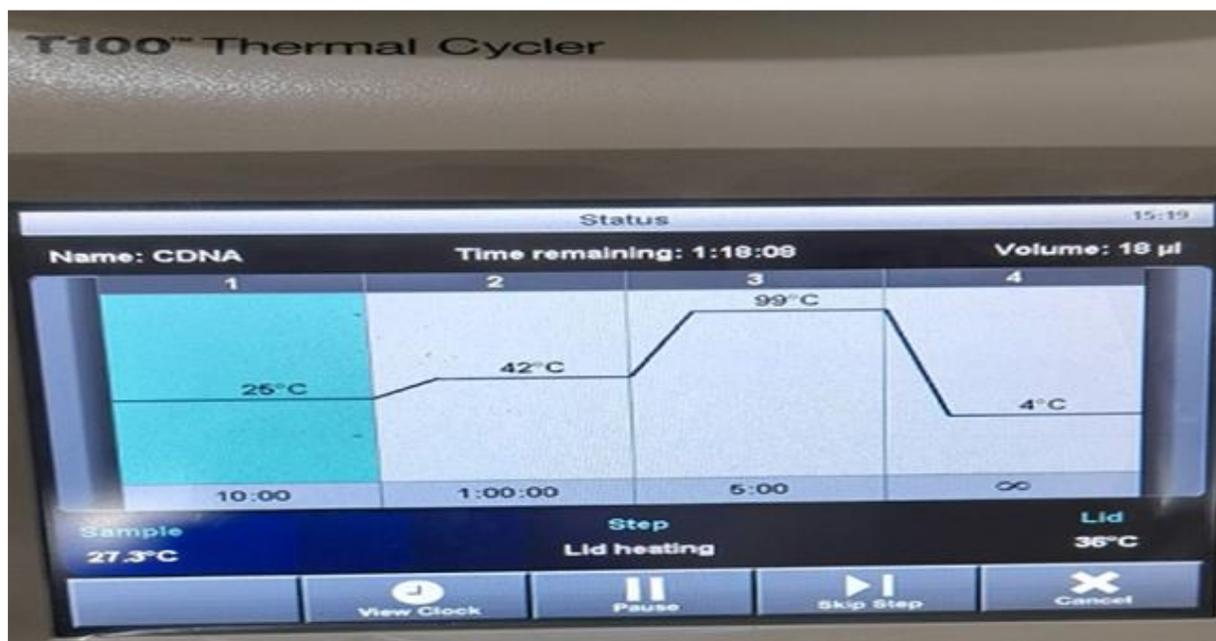 T100™ Thermal Cycler
Status 15:19
Name: CDNA Time remaining: 1:18:08 Volume: 18 µl
1 2 3 4
99°C
42°C
25°C
4°C
10:00 1:00:00 5:00 ∞
Sample Step Lid
27.3°C Lid heating 36°C
View Clock Pause Skip Step Cancel